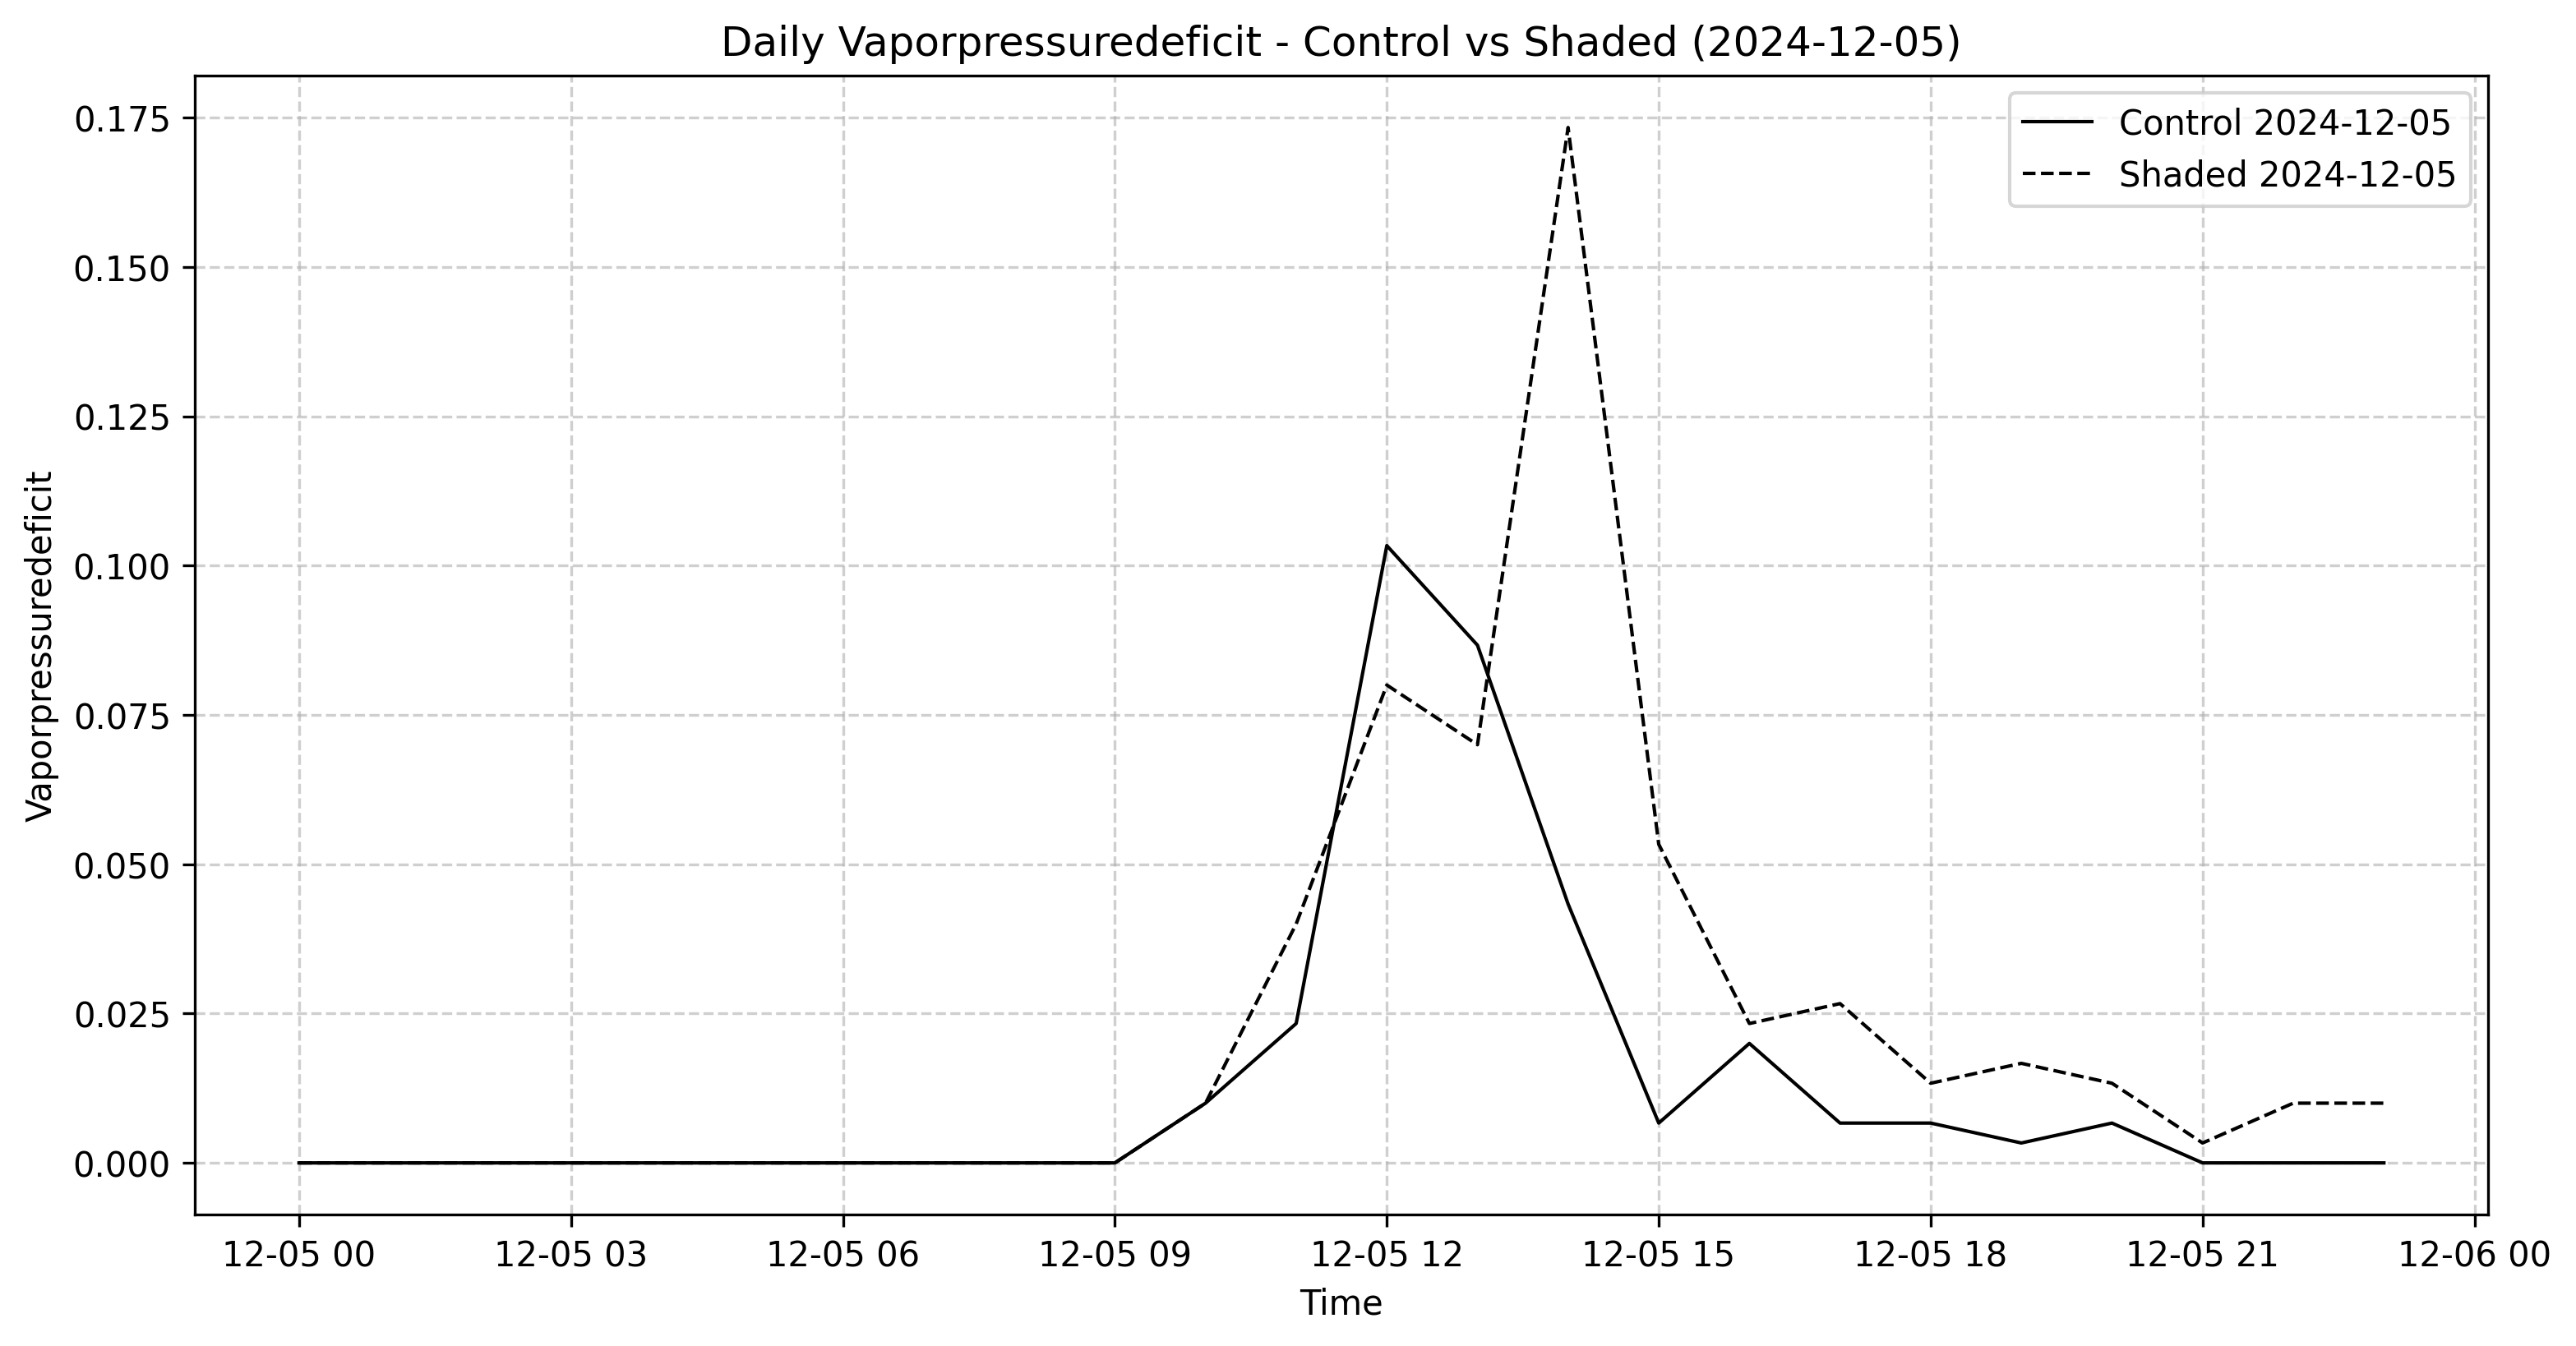 Daily Vaporpressuredeficit - Control vs Shaded (2024-12-05)
Control 2024-12-05
Shaded 2024-12-05
Vaporpressuredeficit
0.175
0.150
0.125
0.100
0.075
0.050
0.025
0.000
12-05 00 12-05 03 12-05 06 12-05 09 12-05 12 12-05 15 12-05 18 12-05 21 12-06 00
Time